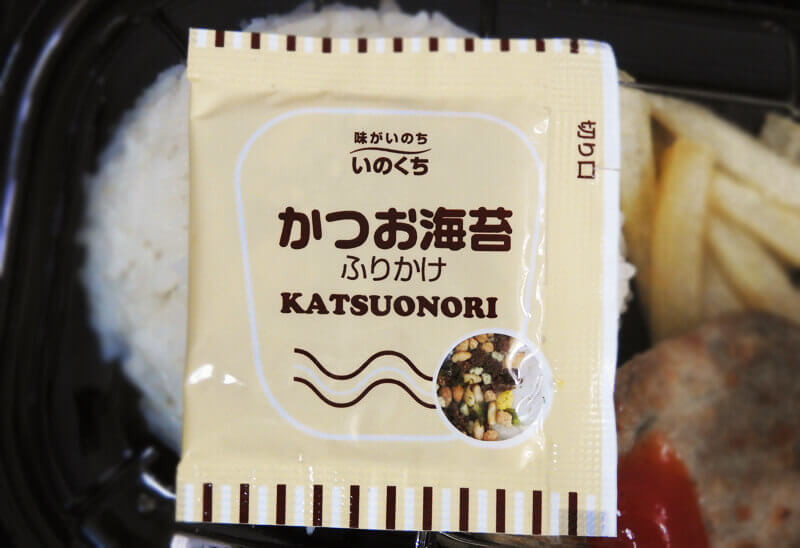 味がいのち
いのくち
かつお海苔
ふりかけ
KATSUONORI
切り口